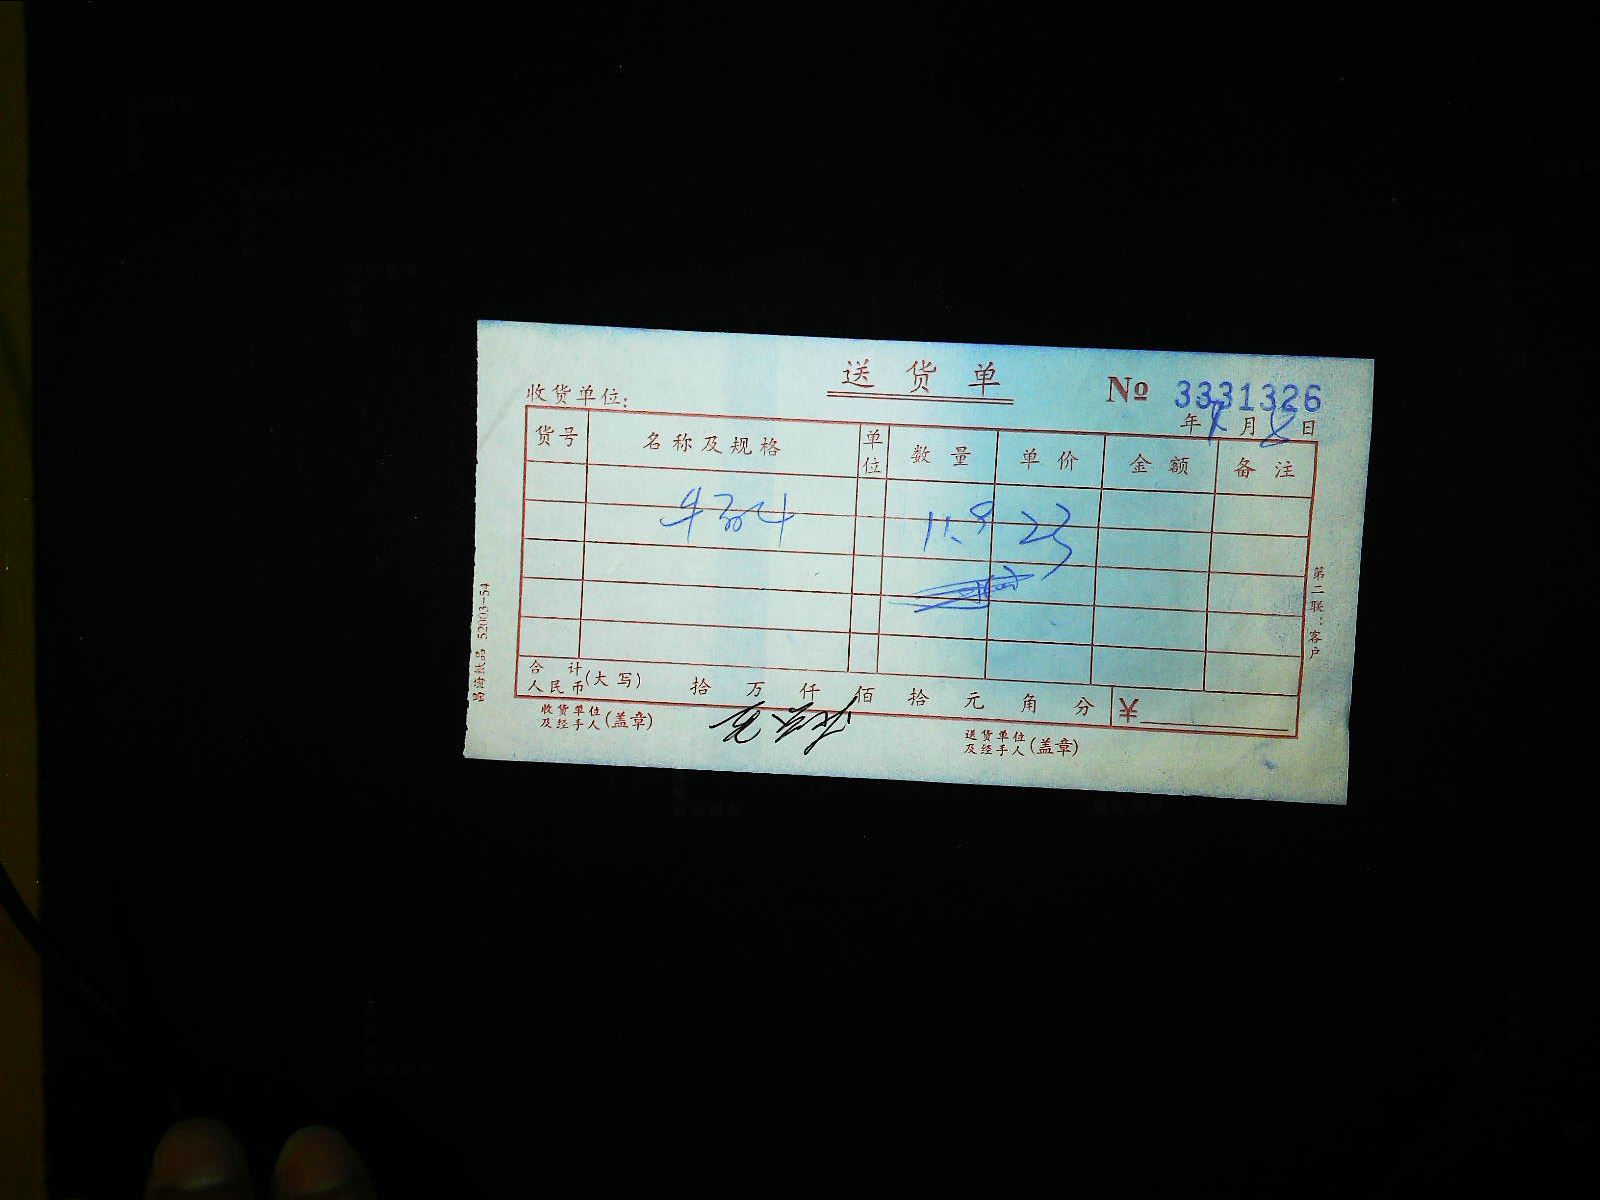 送货单
№ 3331326
收货单位:
年 月 8 日
货号 名称及规格 单位 数量 单价 金额 备注
11.9 23
合计人民币(大写) 拾 万 仟 佰 拾 元 角 分 ¥
收货单位及经手人(盖章) 送货单位及经手人(盖章)
第二联:客户
52003-54